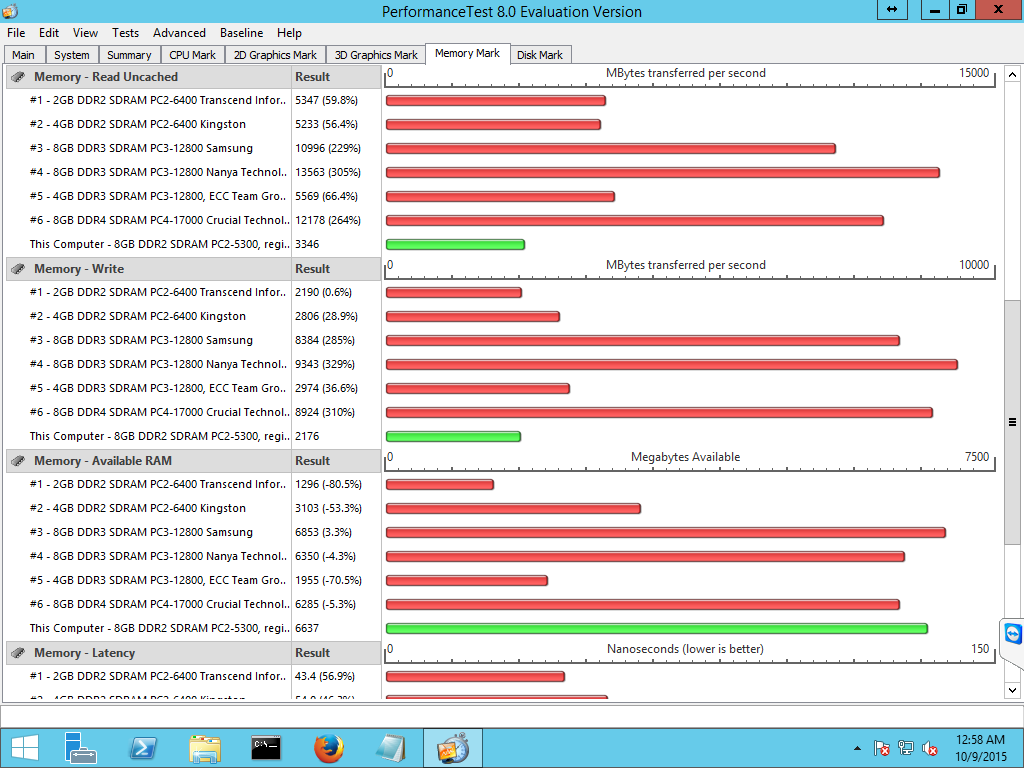 PerformanceTest 8.0 Evaluation Version
File Edit View Tests Advanced Baseline Help
Main System Summary CPU Mark 2D Graphics Mark 3D Graphics Mark Memory Mark Disk Mark
Memory - Read Uncached Result 0 MBytes transferred per second 15000
#1 - 2GB DDR2 SDRAM PC2-6400 Transcend Infor.. 5347 (59.8%)
#2 - 4GB DDR2 SDRAM PC2-6400 Kingston 5233 (56.4%)
#3 - 8GB DDR3 SDRAM PC3-12800 Samsung 10996 (229%)
#4 - 8GB DDR3 SDRAM PC3-12800 Nanya Technol.. 13563 (305%)
#5 - 4GB DDR3 SDRAM PC3-12800, ECC Team Gro.. 5569 (66.4%)
#6 - 8GB DDR4 SDRAM PC4-17000 Crucial Technol.. 12178 (264%)
This Computer - 8GB DDR2 SDRAM PC2-5300, regi.. 3346
Memory - Write Result 0 MBytes transferred per second 10000
#1 - 2GB DDR2 SDRAM PC2-6400 Transcend Infor.. 2190 (0.6%)
#2 - 4GB DDR2 SDRAM PC2-6400 Kingston 2806 (28.9%)
#3 - 8GB DDR3 SDRAM PC3-12800 Samsung 8384 (285%)
#4 - 8GB DDR3 SDRAM PC3-12800 Nanya Technol.. 9343 (329%)
#5 - 4GB DDR3 SDRAM PC3-12800, ECC Team Gro.. 2974 (36.6%)
#6 - 8GB DDR4 SDRAM PC4-17000 Crucial Technol.. 8924 (310%)
This Computer - 8GB DDR2 SDRAM PC2-5300, regi.. 2176
Memory - Available RAM Result 0 Megabytes Available 7500
#1 - 2GB DDR2 SDRAM PC2-6400 Transcend Infor.. 1296 (-80.5%)
#2 - 4GB DDR2 SDRAM PC2-6400 Kingston 3103 (-53.3%)
#3 - 8GB DDR3 SDRAM PC3-12800 Samsung 6853 (3.3%)
#4 - 8GB DDR3 SDRAM PC3-12800 Nanya Technol.. 6350 (-4.3%)
#5 - 4GB DDR3 SDRAM PC3-12800, ECC Team Gro.. 1955 (-70.5%)
#6 - 8GB DDR4 SDRAM PC4-17000 Crucial Technol.. 6285 (-5.3%)
This Computer - 8GB DDR2 SDRAM PC2-5300, regi.. 6637
Memory - Latency Result 0 Nanoseconds (lower is better) 150
#1 - 2GB DDR2 SDRAM PC2-6400 Transcend Infor.. 43.4 (56.9%)
#2 - 4GB DDR2 SDRAM PC2-6400 Kingston
12:58 AM
10/9/2015